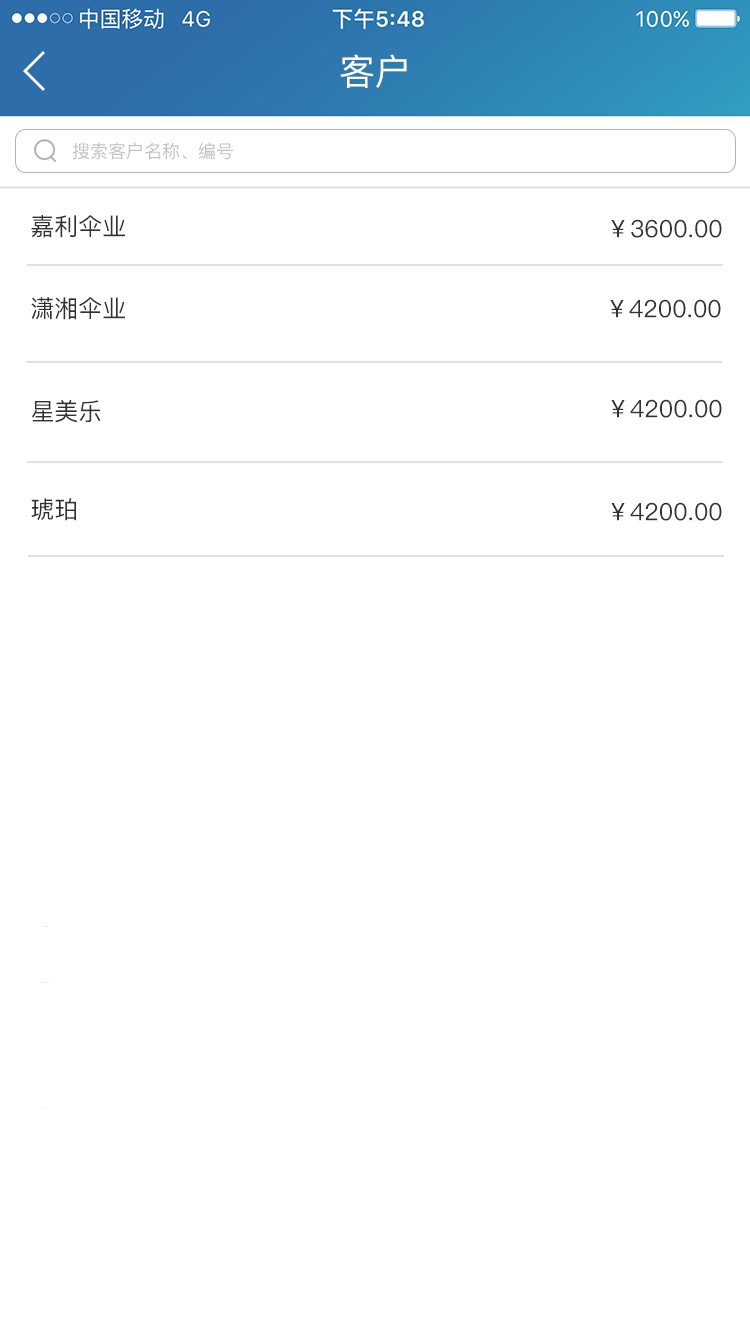 中国移动 4G 下午5:48 100%
客户
搜索客户名称、编号
嘉利伞业 ¥3600.00
潇湘伞业 ¥4200.00
星美乐 ¥4200.00
琥珀 ¥4200.00